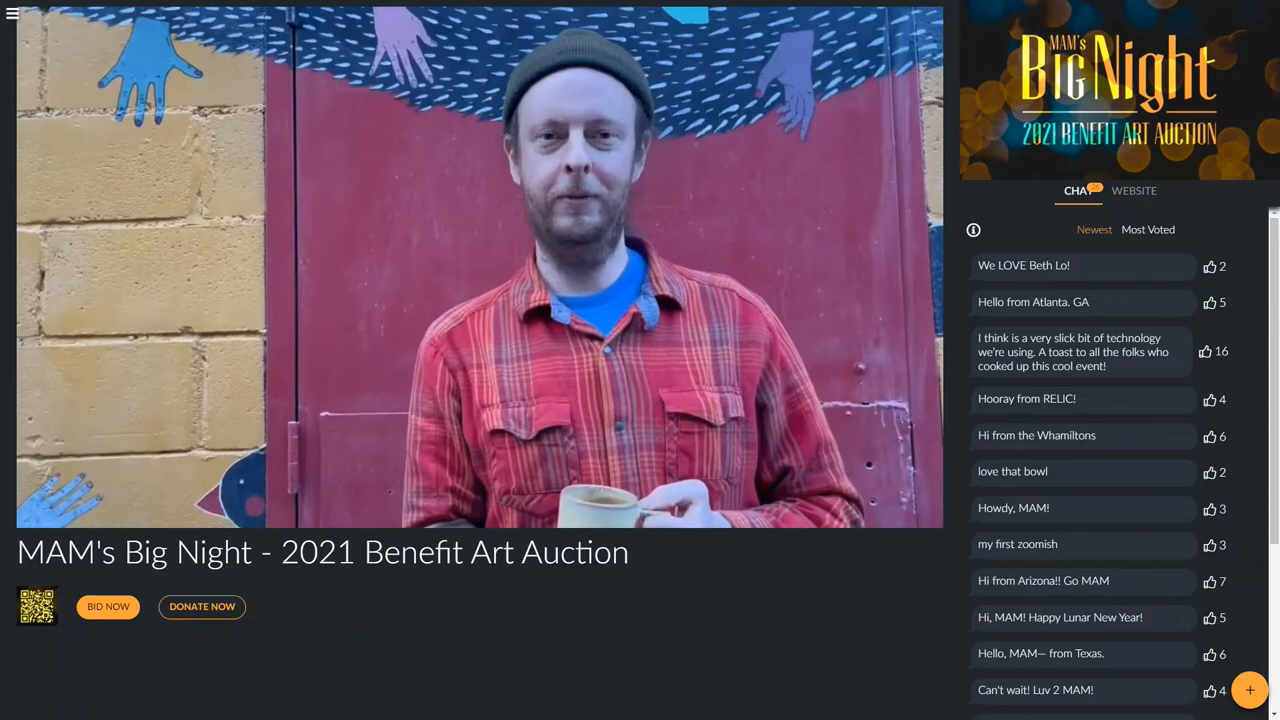 MAM's
Big Night
2021 BENEFIT ART AUCTION
CHAT
WEBSITE
Newest
Most Voted
We LOVE Beth Lo!
2
Hello from Atlanta. GA
5
I think is a very slick bit of technology
we're using. A toast to all the folks who
cooked up this cool event!
16
Hooray from RELIC!
4
Hi from the Whamiltons
6
love that bowl
2
Howdy, MAM!
3
my first zoomish
3
Hi from Arizona!! Go MAM
7
Hi, MAM! Happy Lunar New Year!
5
Hello, MAM— from Texas.
6
Can't wait! Luv 2 MAM!
4
MAM's Big Night - 2021 Benefit Art Auction
BID NOW
DONATE NOW